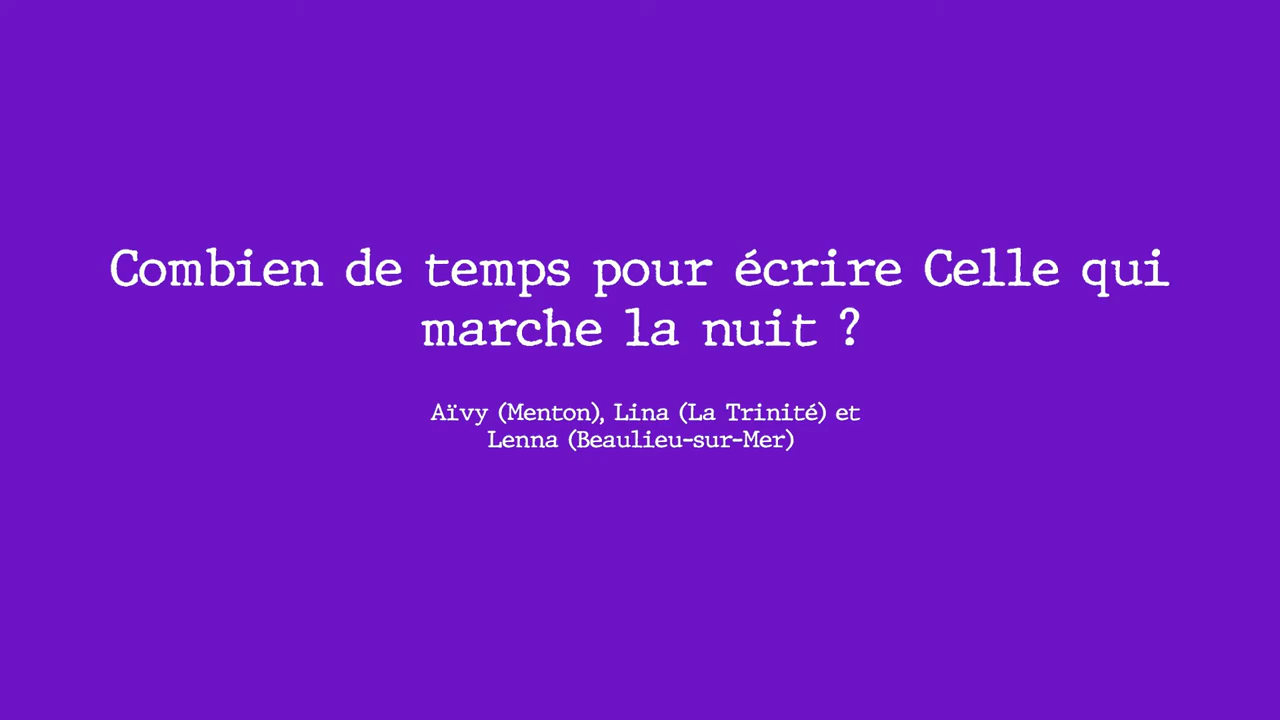 Combien de temps pour écrire Celle qui
marche la nuit ?
Aïvy (Menton), Lina (La Trinité) et
Lenna (Beaulieu-sur-Mer)